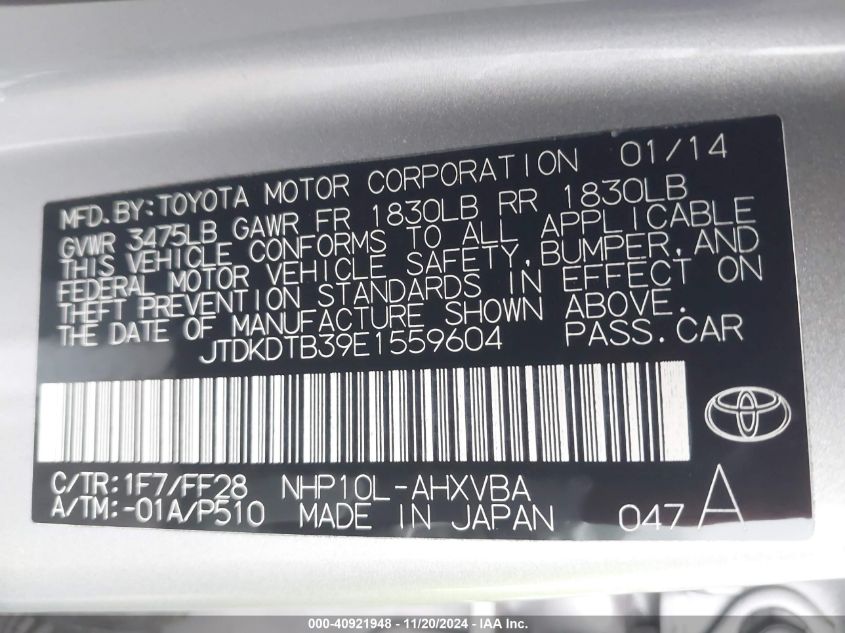 MFD.BY:TOYOTA MOTOR CORPORATION 01/14
GVWR 3475LB GAWR FR 1830LB RR 1830LB
THIS VEHICLE CONFORMS TO ALL APPLICABLE
FEDERAL MOTOR VEHICLE SAFETY,BUMPER,AND
THEFT PREVENTION STANDARDS IN EFFECT ON
THE DATE OF MANUFACTURE SHOWN ABOVE.
JTDKDTB39E1559604 PASS.CAR
C/TR:1F7/FF28 NHP10L-AHXVBA
A/TM:-01A/P510 MADE IN JAPAN 047 A
000-40921948 - 11/20/2024 - IAA Inc.